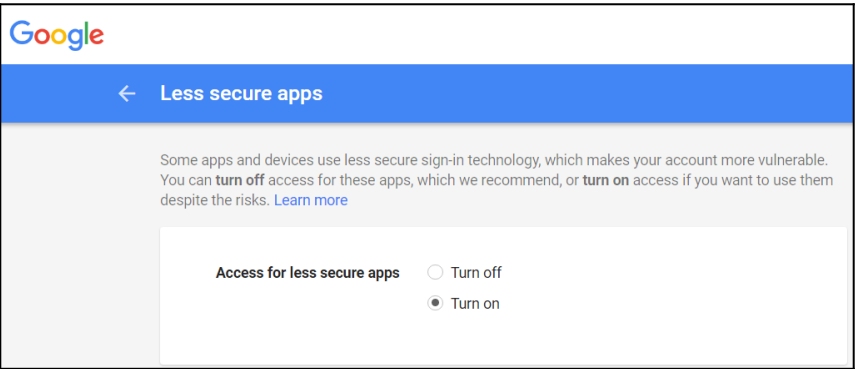 Google
Less secure apps
Some apps and devices use less secure sign-in technology, which makes your account more vulnerable.
You can turn off access for these apps, which we recommend, or turn on access if you want to use them
despite the risks. Learn more
Access for less secure apps Turn off
Turn on